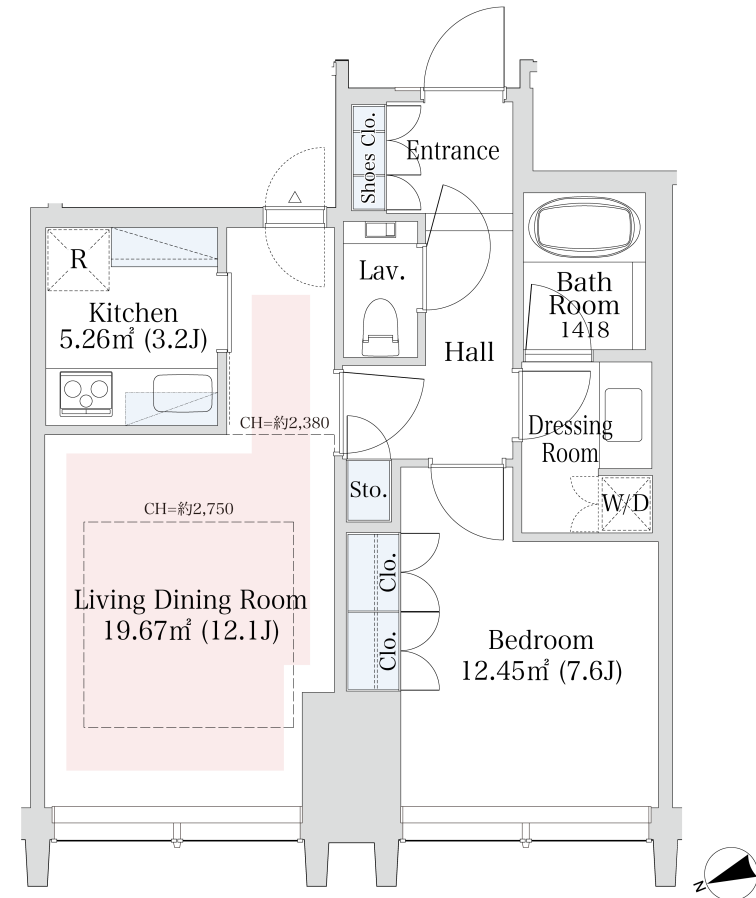 Shoes Clo.
Entrance
R
Lav.
Kitchen
5.26㎡ (3.2J)
Bath
Room
1418
Hall
CH=約2,380
Dressing
Room
Sto.
W/D
CH=約2,750
Clo.
Living Dining Room
19.67㎡ (12.1J)
Clo.
Bedroom
12.45㎡ (7.6J)
N